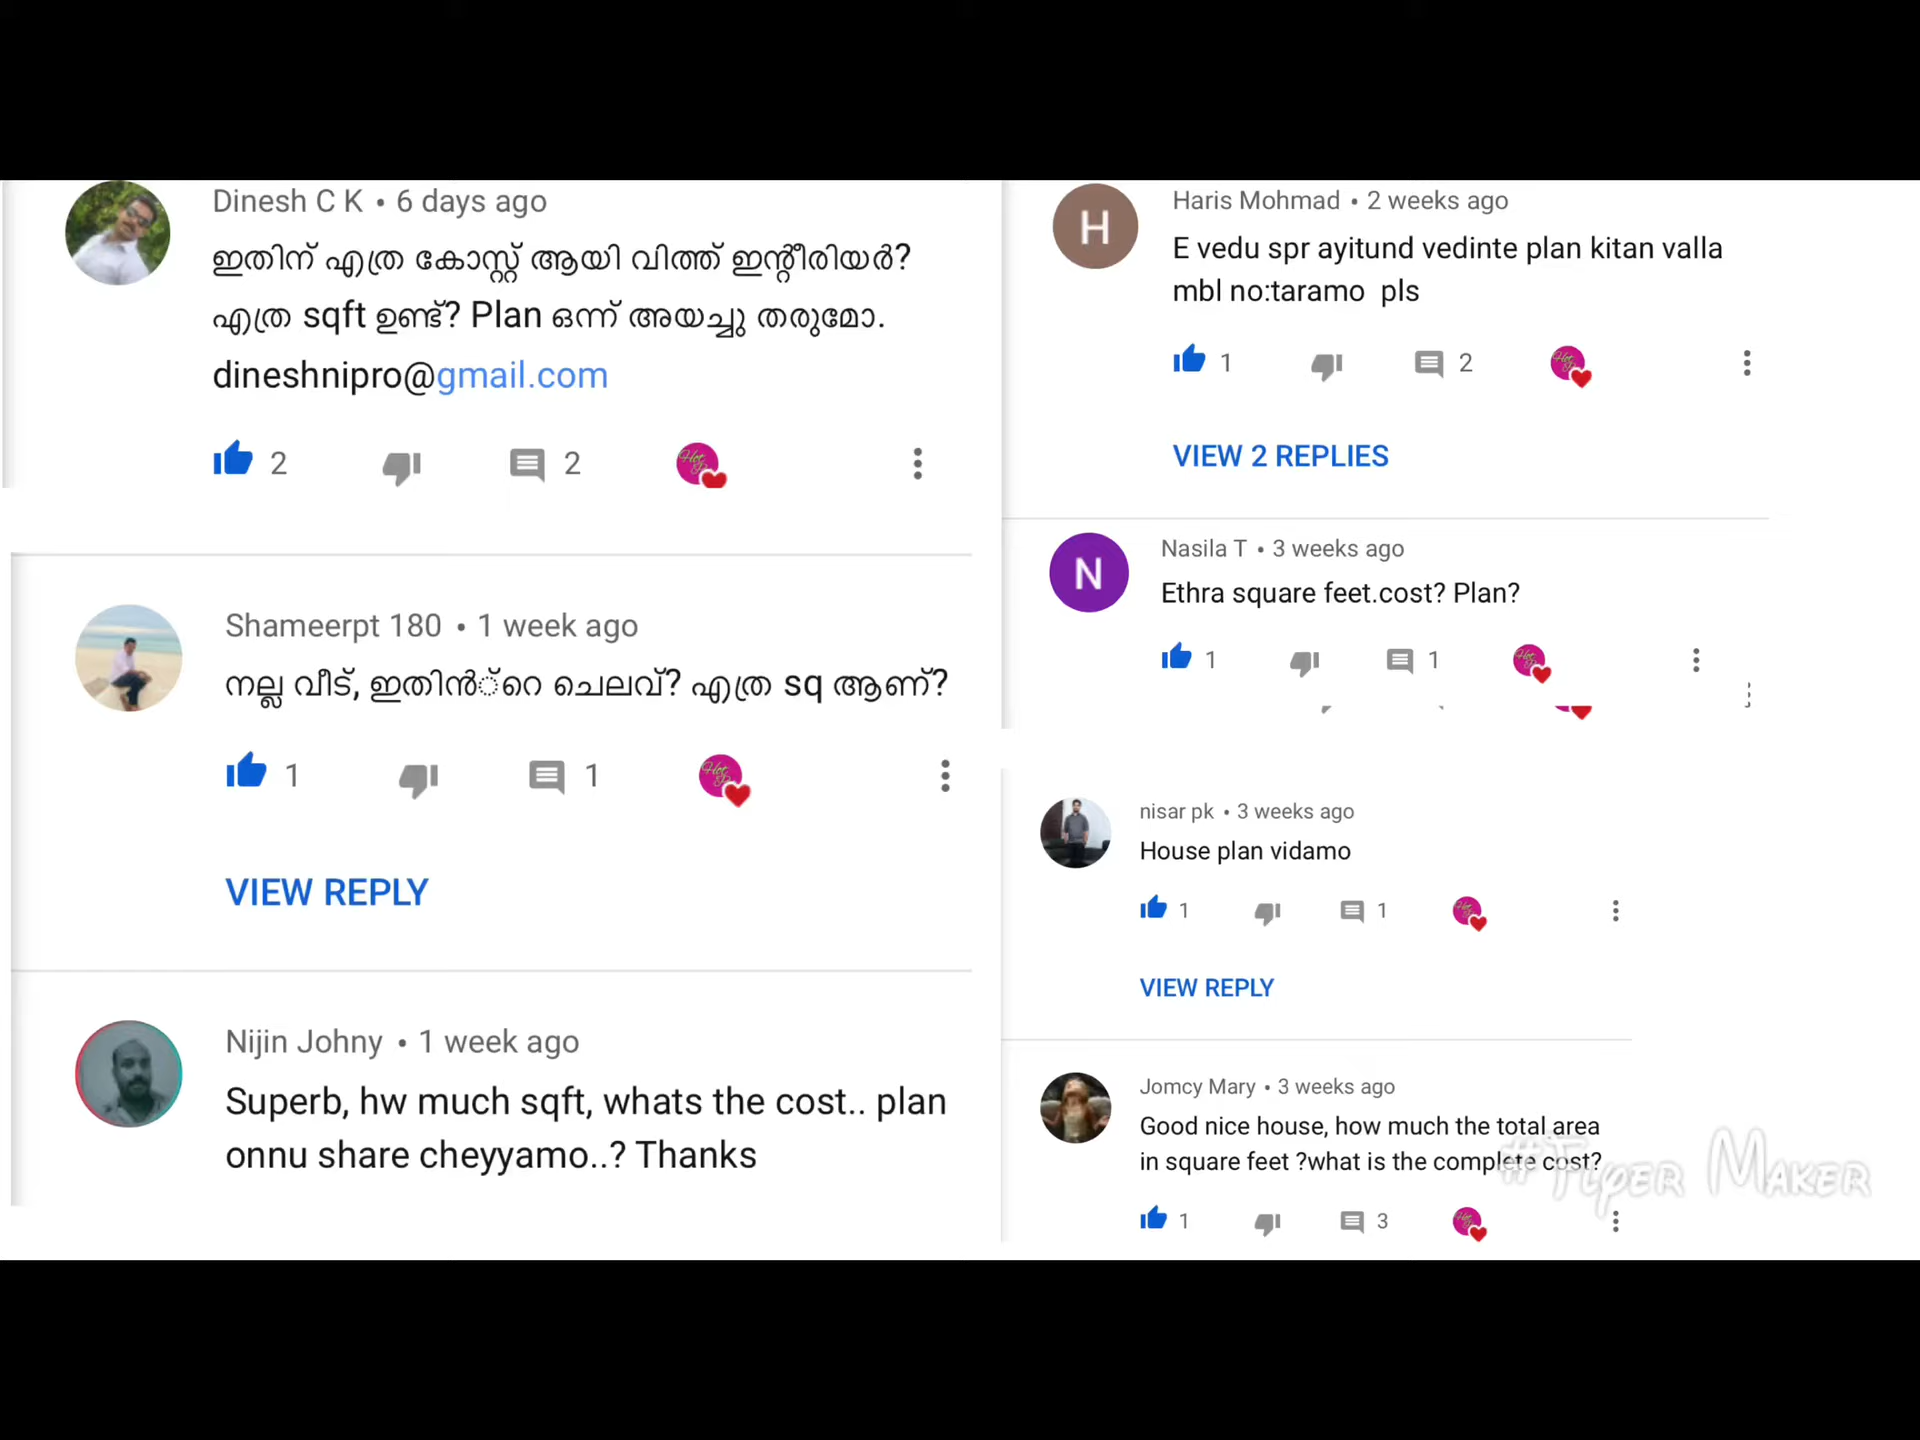 Dinesh C K • 6 days ago
ഇതിന് എത്ര കോസ്റ്റ് ആയി വിത്ത് ഇന്റീരിയർ?
എത്ര sqft ഉണ്ട്? Plan ഒന്ന് അയച്ചു തരുമോ.
dineshnipro@gmail.com
2 2
Shameerpt 180 • 1 week ago
നല്ല വീട്, ഇതിൻ്റെ ചെലവ്? എത്ര sq ആണ്?
1 1
VIEW REPLY
Nijin Johny • 1 week ago
Superb, hw much sqft, whats the cost.. plan
onnu share cheyyamo..? Thanks
H
Haris Mohmad • 2 weeks ago
E vedu spr ayitund vedinte plan kitan valla
mbl no:taramo pls
1 2
VIEW 2 REPLIES
N
Nasila T • 3 weeks ago
Ethra square feet.cost? Plan?
1 1
nisar pk • 3 weeks ago
House plan vidamo
1 1
VIEW REPLY
Jomcy Mary • 3 weeks ago
Good nice house, how much the total area
in square feet ?what is the complete cost?
1 3
#Flyer Maker